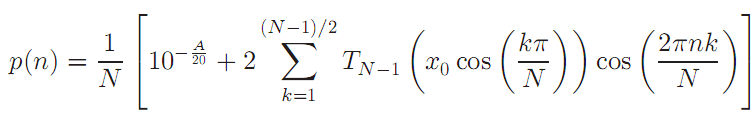 p(n) = \frac{1}{N} \left[ 10^{-\frac{A}{20}} + 2 \sum_{k=1}^{(N-1)/2} T_{N-1} \left( x_0 \cos \left( \frac{k\pi}{N} \right) \right) \cos \left( \frac{2\pi nk}{N} \right) \right]